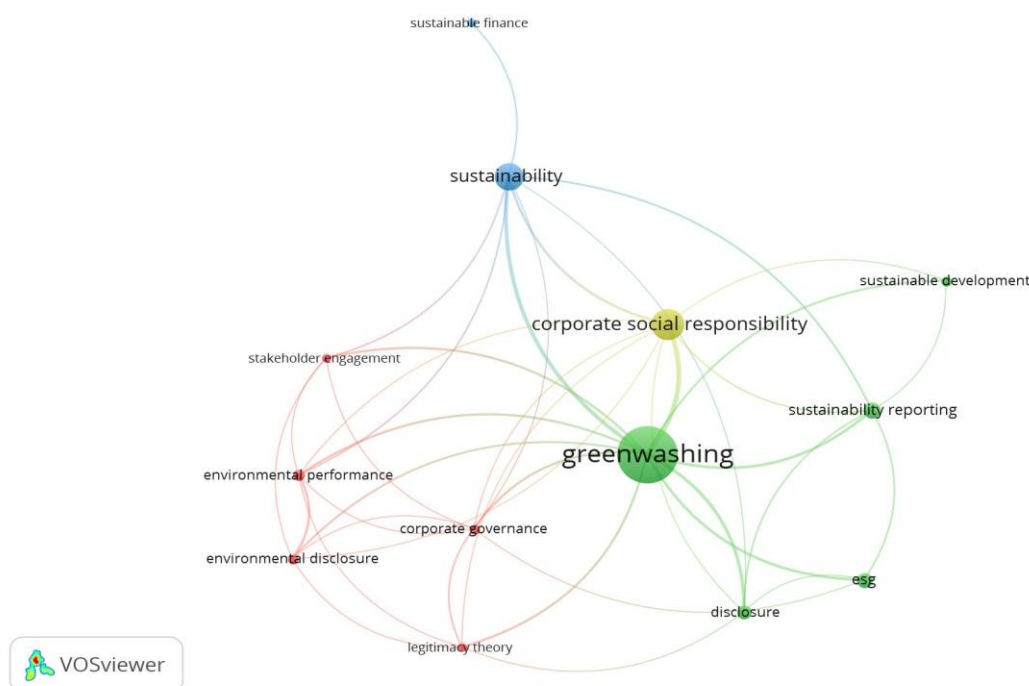 sustainable finance
sustainability
sustainable development
corporate social responsibility
stakeholder engagement
sustainability reporting
greenwashing
environmental performance
corporate governance
environmental disclosure
esg
disclosure
legitimacy theory
VOSviewer